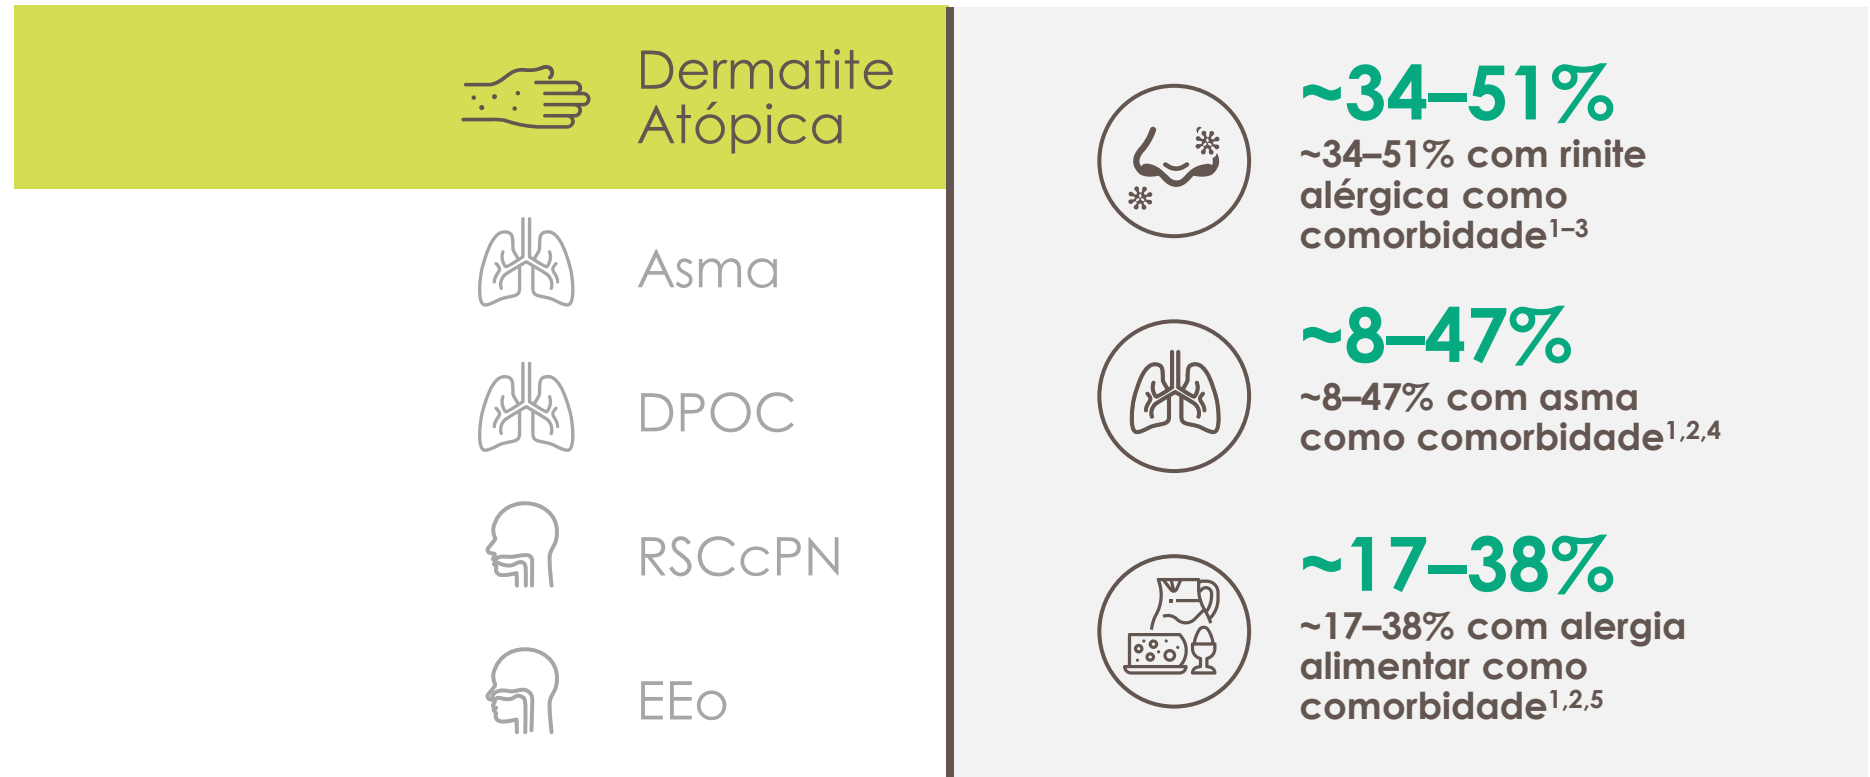 Dermatite
Atópica
Asma
DPOC
RSCcPN
EEo
~34–51%
~34–51% com rinite
alérgica como
comorbidade¹⁻³
~8–47%
~8–47% com asma
como comorbidade¹,²,⁴
~17–38%
~17–38% com alergia
alimentar como
comorbidade¹,²,⁵